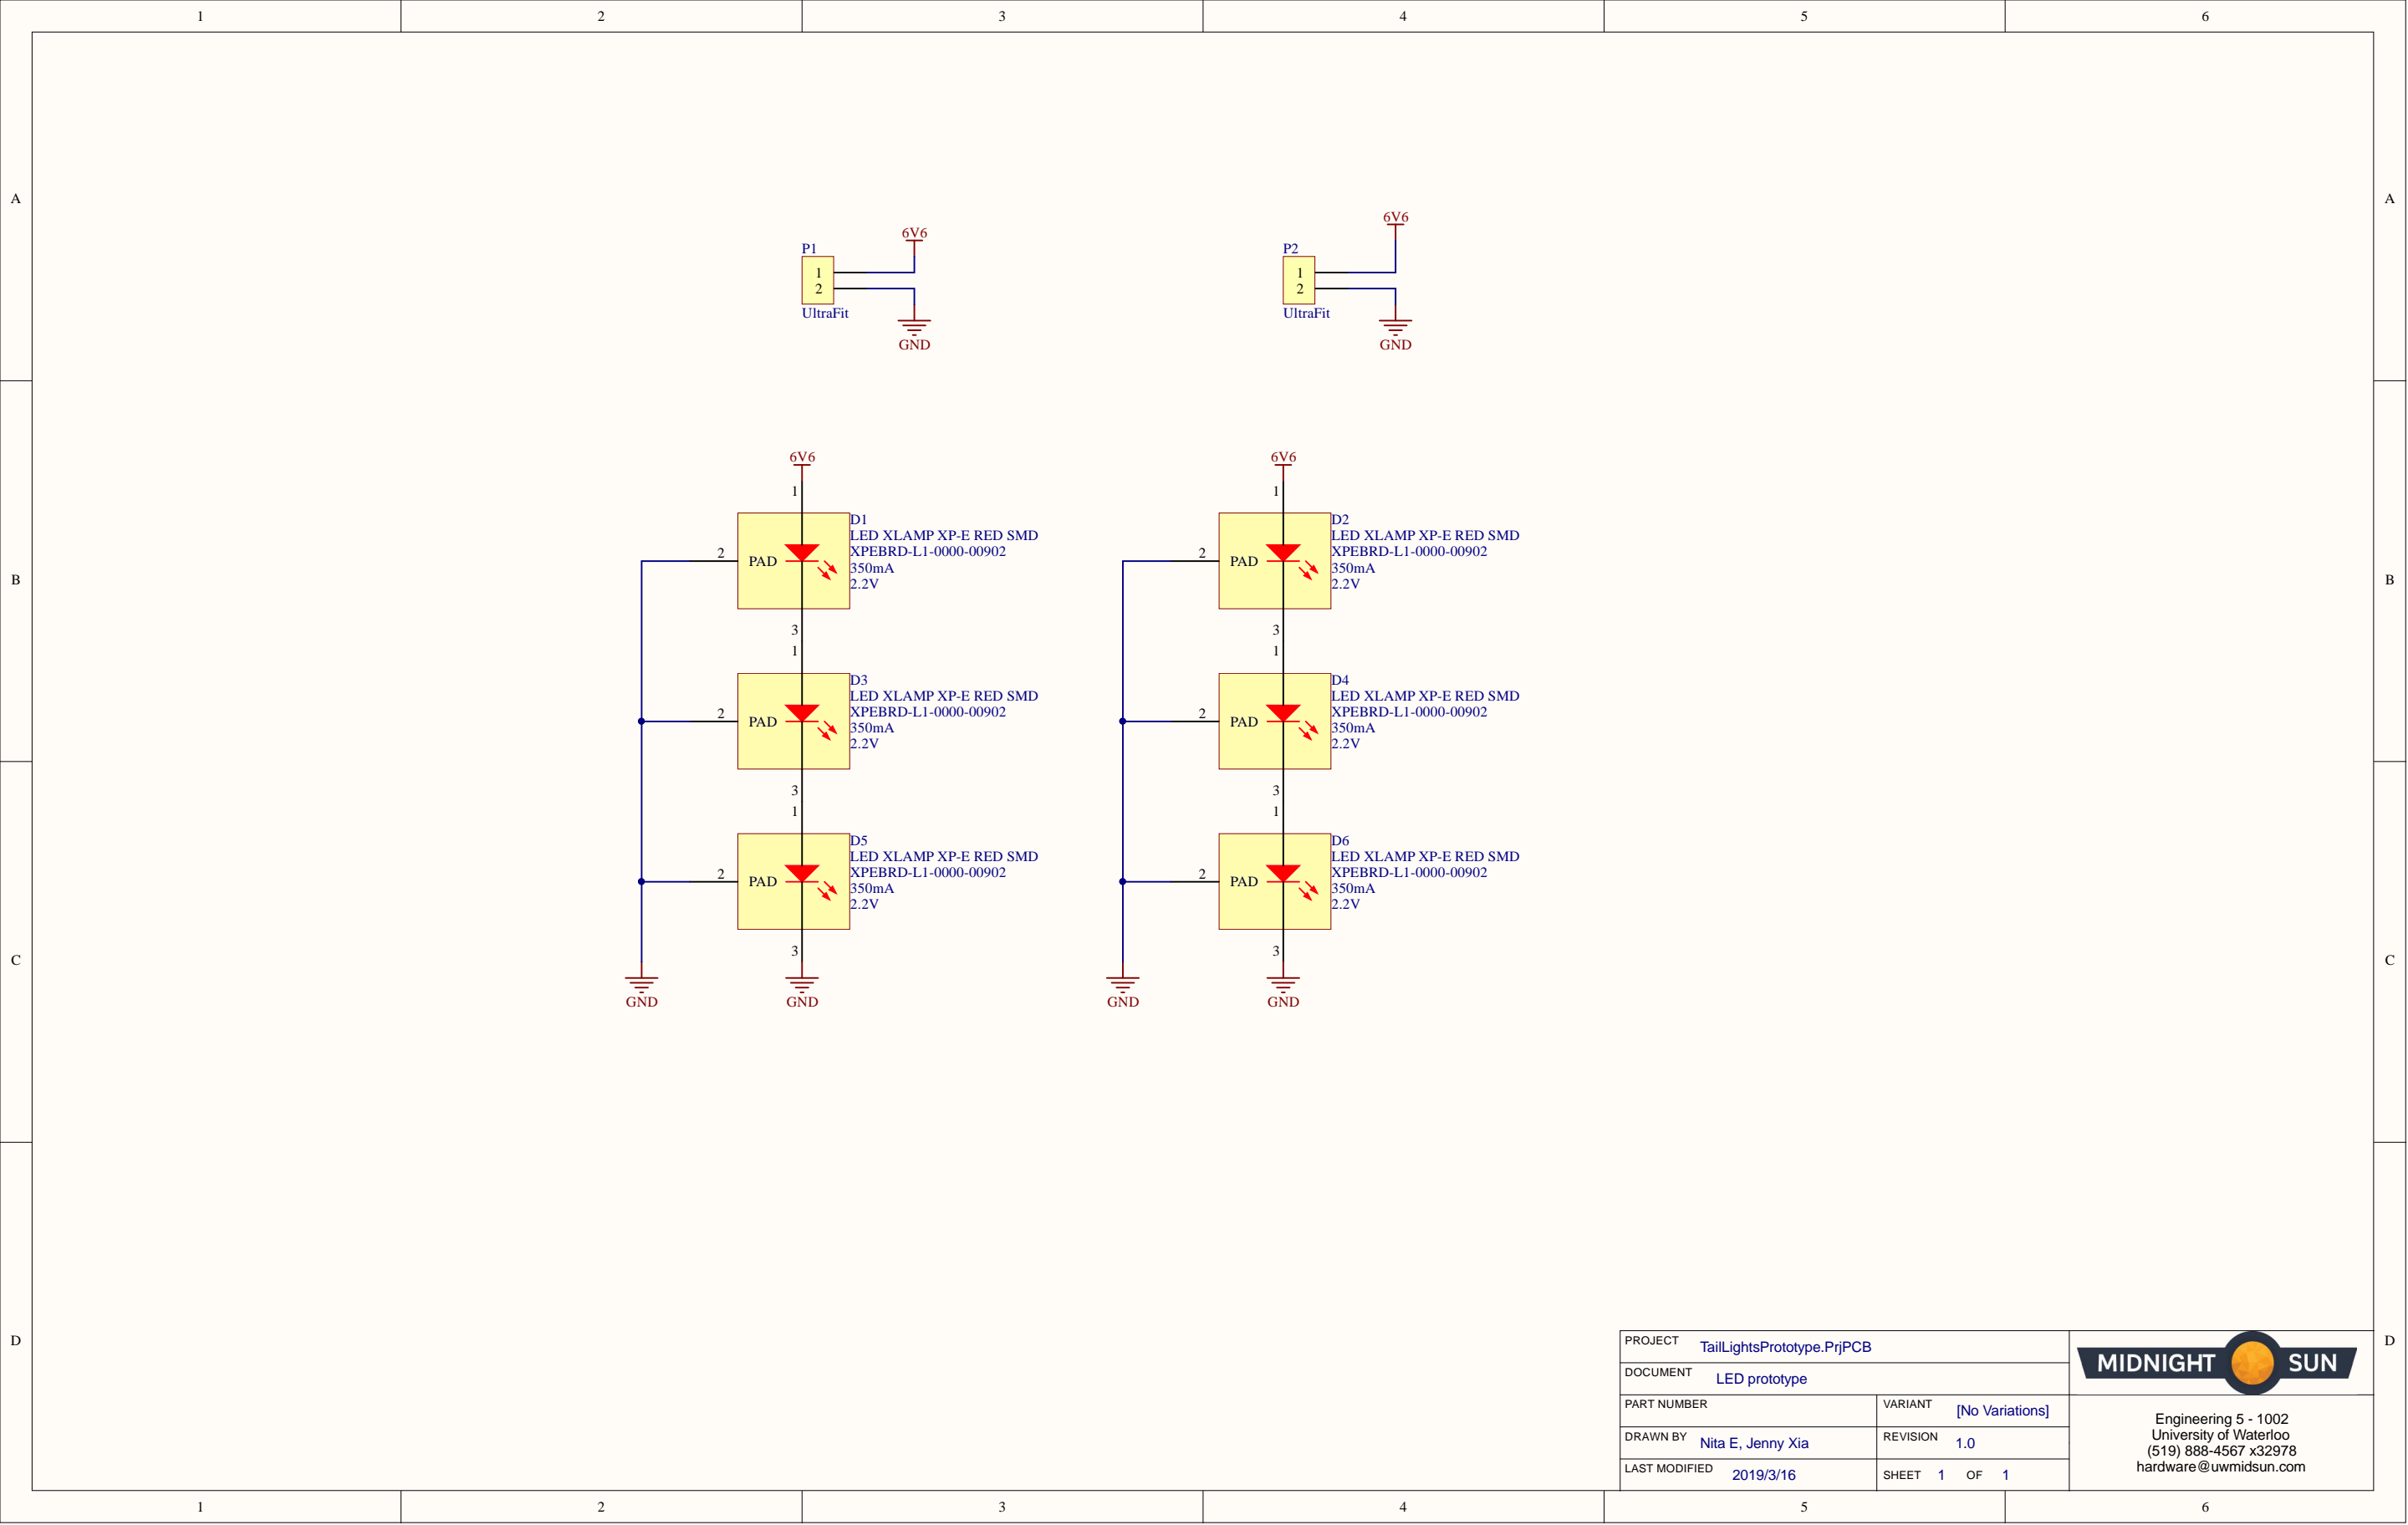 1 2 3 4 5 6
A A
6V6 6V6
P1 P2
1 1
2 2
UltraFit UltraFit
GND GND
6V6 6V6
1 1
D1 D2
LED XLAMP XP-E RED SMD LED XLAMP XP-E RED SMD
2 PAD XPEBRD-L1-0000-00902 2 PAD XPEBRD-L1-0000-00902
350mA 350mA
B B
2.2V 2.2V
3 3
1 1
D3 D4
LED XLAMP XP-E RED SMD LED XLAMP XP-E RED SMD
2 PAD XPEBRD-L1-0000-00902 2 PAD XPEBRD-L1-0000-00902
350mA 350mA
2.2V 2.2V
3 3
1 1
D5 D6
LED XLAMP XP-E RED SMD LED XLAMP XP-E RED SMD
2 PAD XPEBRD-L1-0000-00902 2 PAD XPEBRD-L1-0000-00902
350mA 350mA
2.2V 2.2V
3 3
C C
GND GND GND GND
D D
PROJECT TailLightsPrototype.PrjPCB
DOCUMENT LED prototype
PART NUMBER VARIANT [No Variations]
DRAWN BY Nita E, Jenny Xia REVISION 1.0
LAST MODIFIED 2019/3/16 SHEET 1 OF 1
MIDNIGHT SUN
Engineering 5 - 1002
University of Waterloo
(519) 888-4567 x32978
hardware@uwmidsun.com
1 2 3 4 5 6